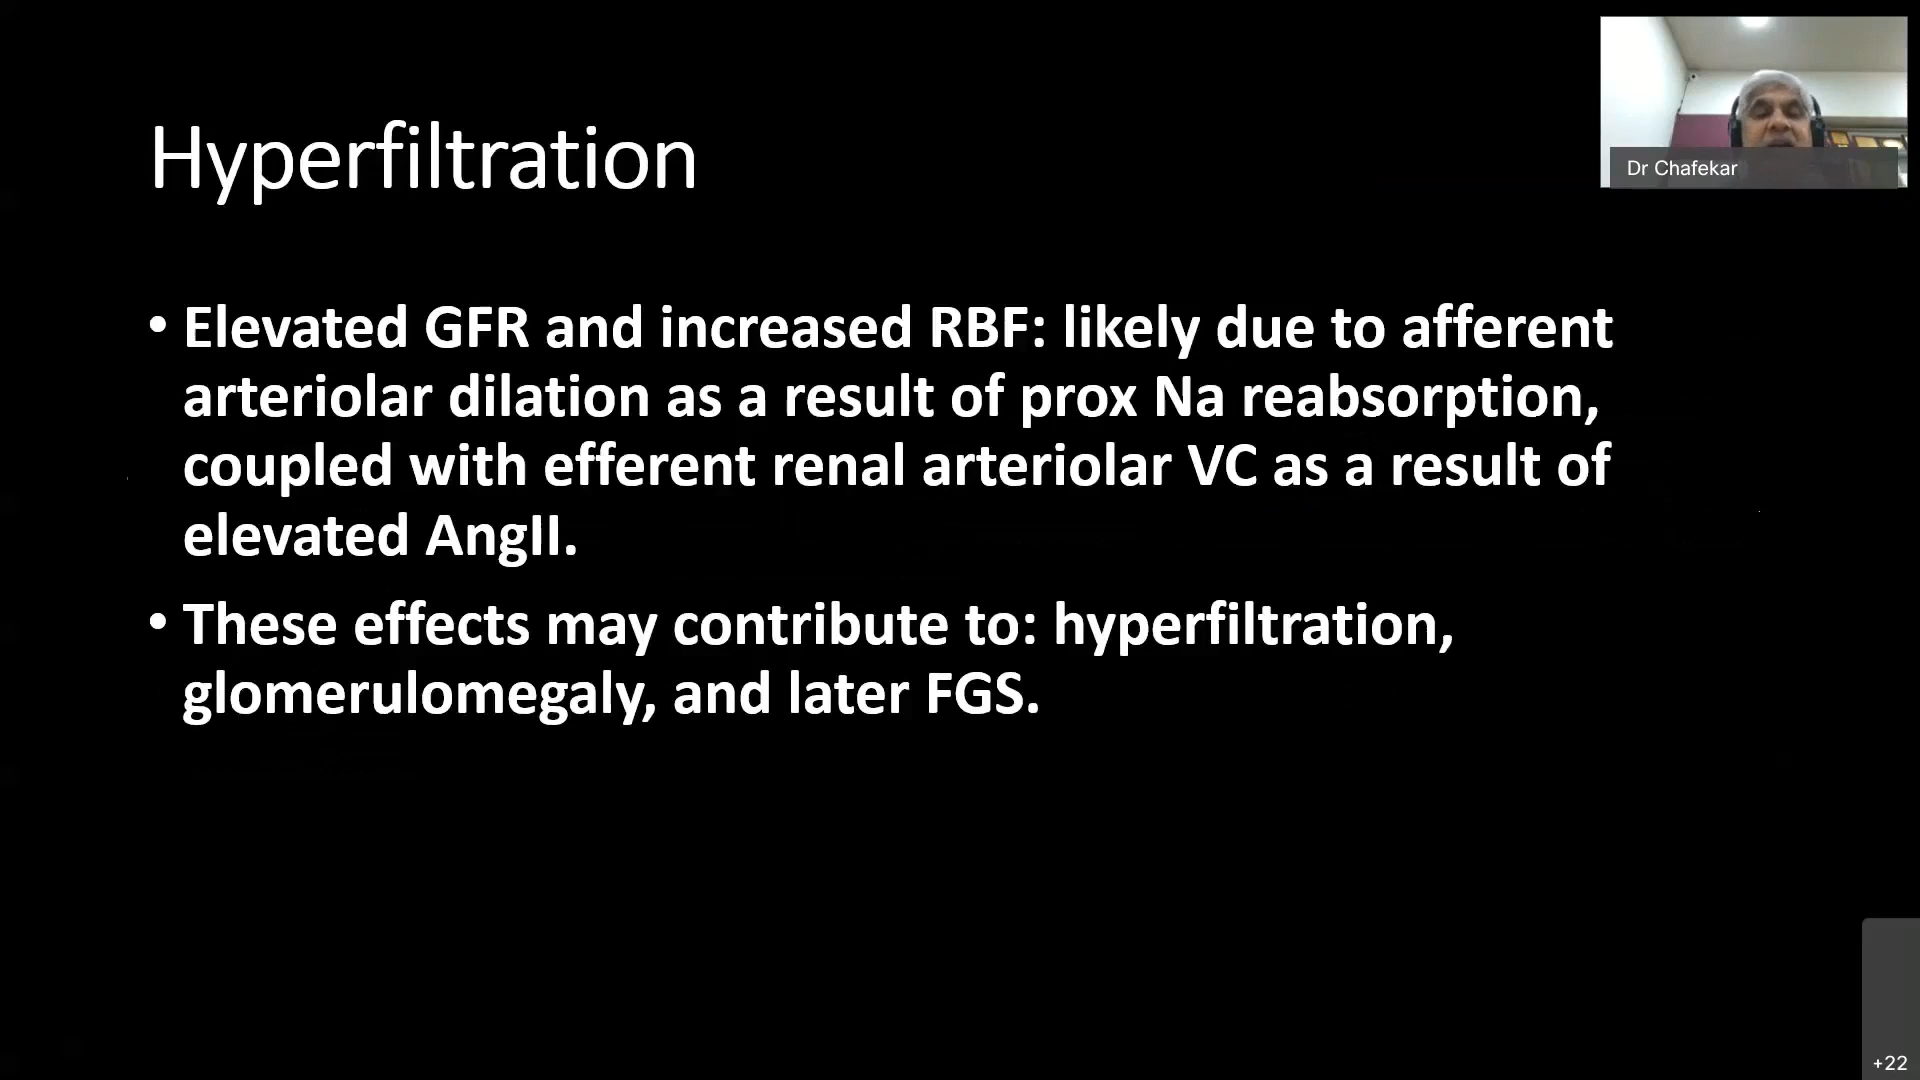 Hyperfiltration
Dr Chafekar
• Elevated GFR and increased RBF: likely due to afferent
arteriolar dilation as a result of prox Na reabsorption,
coupled with efferent renal arteriolar VC as a result of
elevated AngII.
• These effects may contribute to: hyperfiltration,
glomerulomegaly, and later FGS.
+22